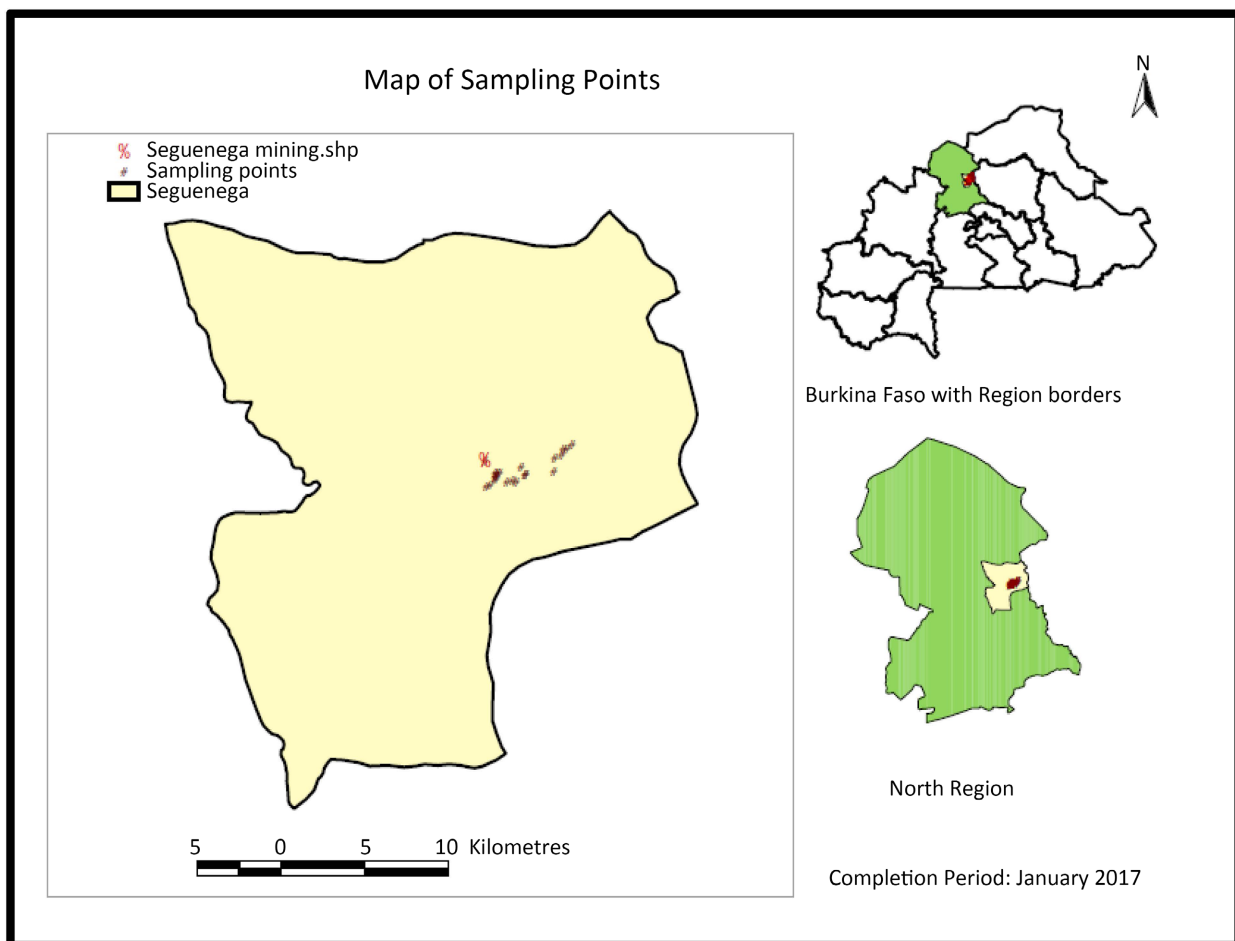 Map of Sampling Points
N
% Seguenega mining.shp
# Sampling points
Seguenega
Burkina Faso with Region borders
North Region
5 0 5 10 Kilometres
Completion Period: January 2017